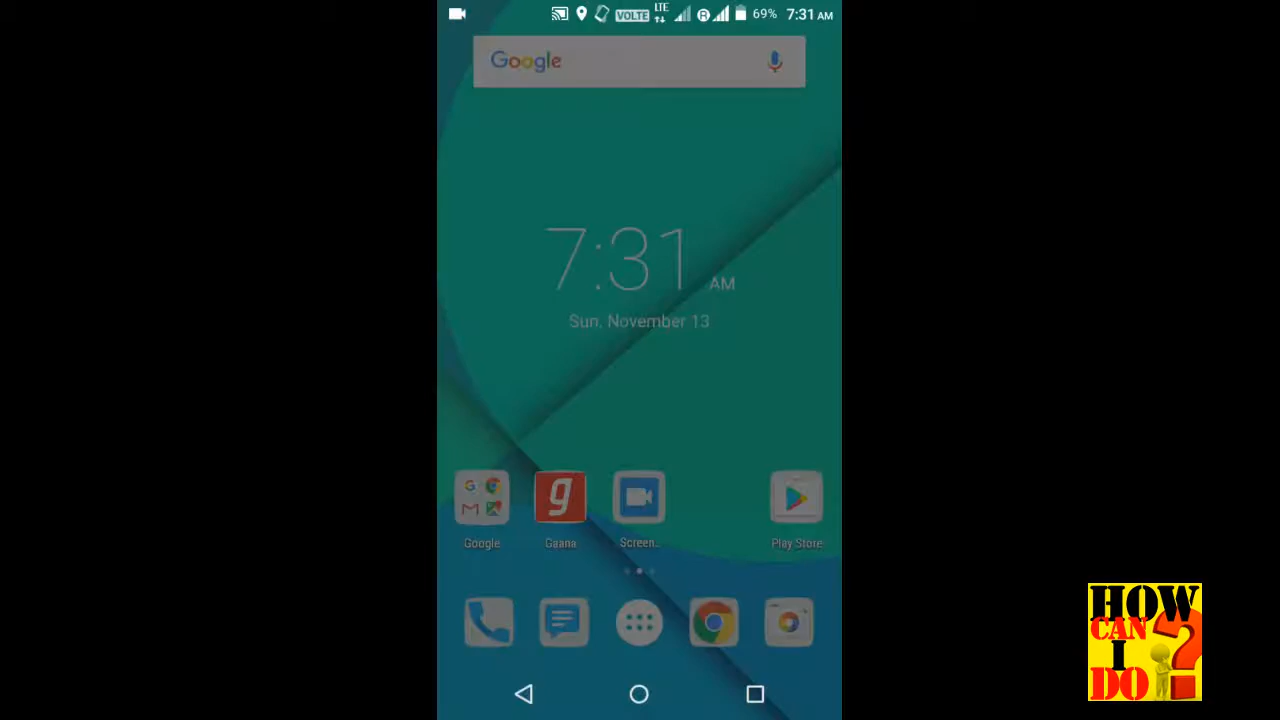 VOLTE LTE R 69% 7:31 AM
Google
7:31 AM
Sun, November 13
g
Google Gaana Screen.. Play Store
HOW
CAN
I
DO ?